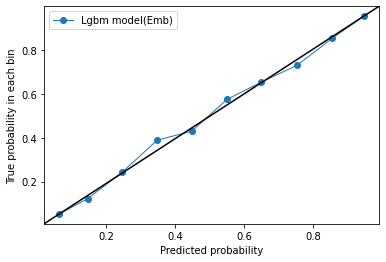 Lgbm model(Emb)
True probability in each bin
0.8
0.6
0.4
0.2
0.2 0.4 0.6 0.8
Predicted probability